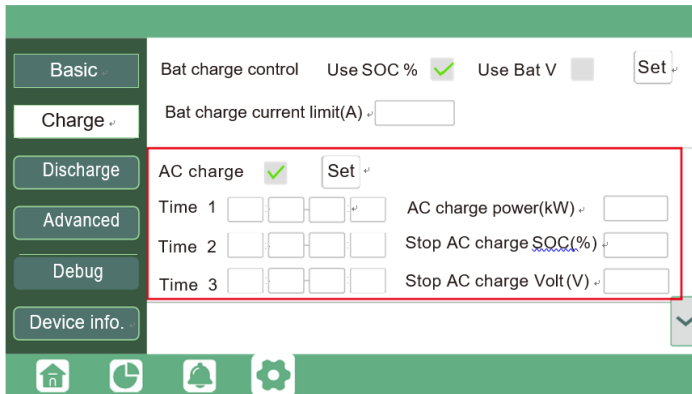 Basic
Bat charge control Use SOC % Use Bat V Set
Charge
Bat charge current limit(A)
Discharge
AC charge Set
Time 1 AC charge power(kW)
Advanced
Time 2 Stop AC charge SOC(%)
Debug
Time 3 Stop AC charge Volt (V)
Device info.